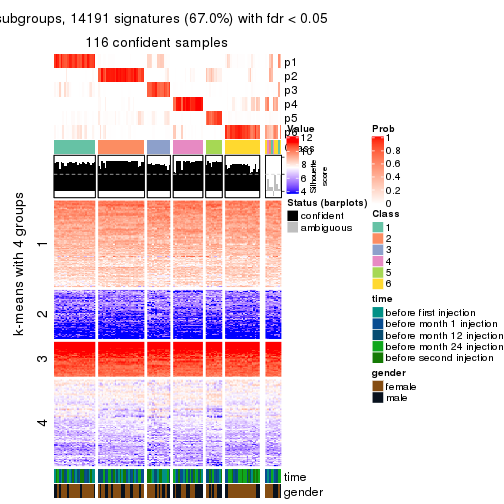 subgroups, 14191 signatures (67.0%) with fdr < 0.05
116 confident samples
p1
p2
p3
p4
p5
k-means with 4 groups
1
2
3
4
time
gender
Value
12
8
6
4
Silhouette
score
Status (barplots)
confident
ambiguous
Prob
1
0.8
0.6
0.4
0.2
0
Class
1
2
3
4
5
6
time
before first injection
before month 1 injection
before month 12 injection
before month 24 injection
before second injection
gender
female
male